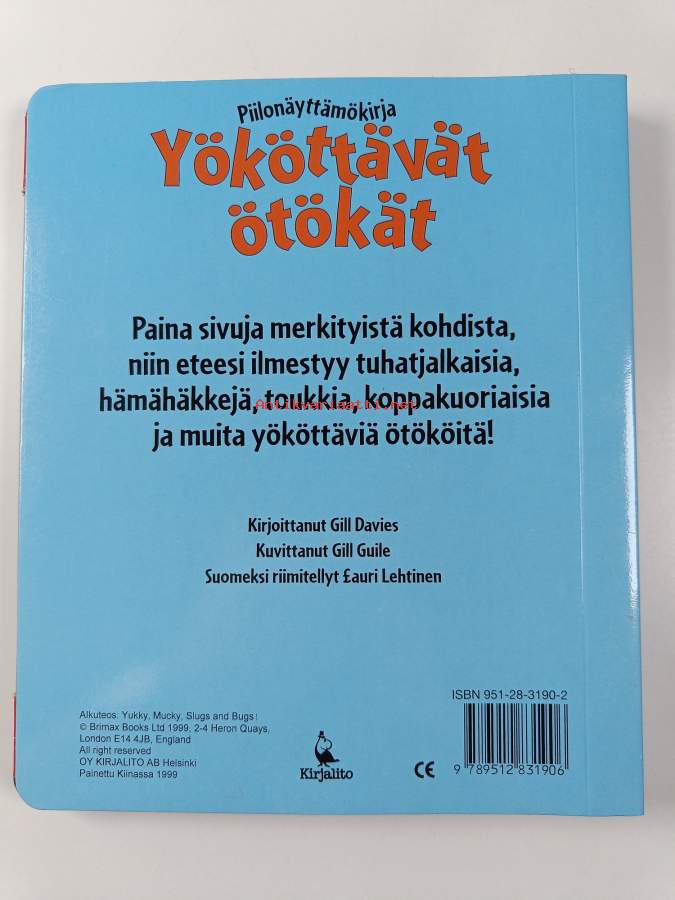 Piilonäyttämökirja
Yököttävät
ötökät
Paina sivuja merkityistä kohdista,
niin eteesi ilmestyy tuhatjalkaisia,
hämähäkkejä, toukkia, koppakuoriaisia
ja muita yököttäviä ötököitä!
Antikvariaatti.net
Kirjoittanut Gill Davies
Kuvittanut Gill Guile
Suomeksi riimitellyt £auri Lehtinen
ISBN 951-28-3190-2
Alkuteos: Yukky, Mucky, Slugs and Bugs!
© Brimax Books Ltd 1999, 2-4 Heron Quays,
London E14 4JB, England
All right reserved
OY KIRJALITO AB Helsinki
Painettu Kiinassa 1999
Kirjalito
CE
9 789512 831906